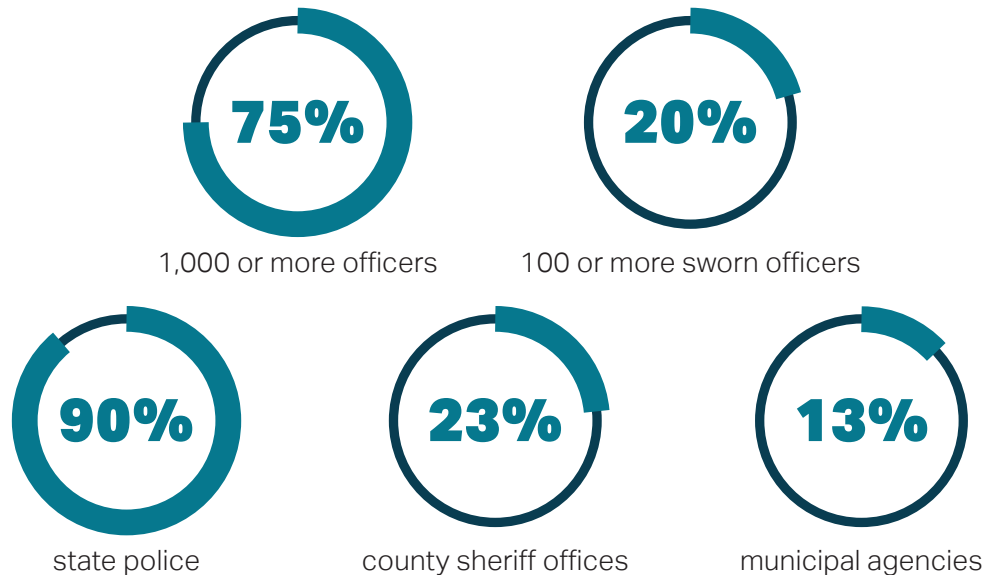 75%
20%
1,000 or more officers
100 or more sworn officers
90%
23%
13%
state police
county sheriff offices
municipal agencies